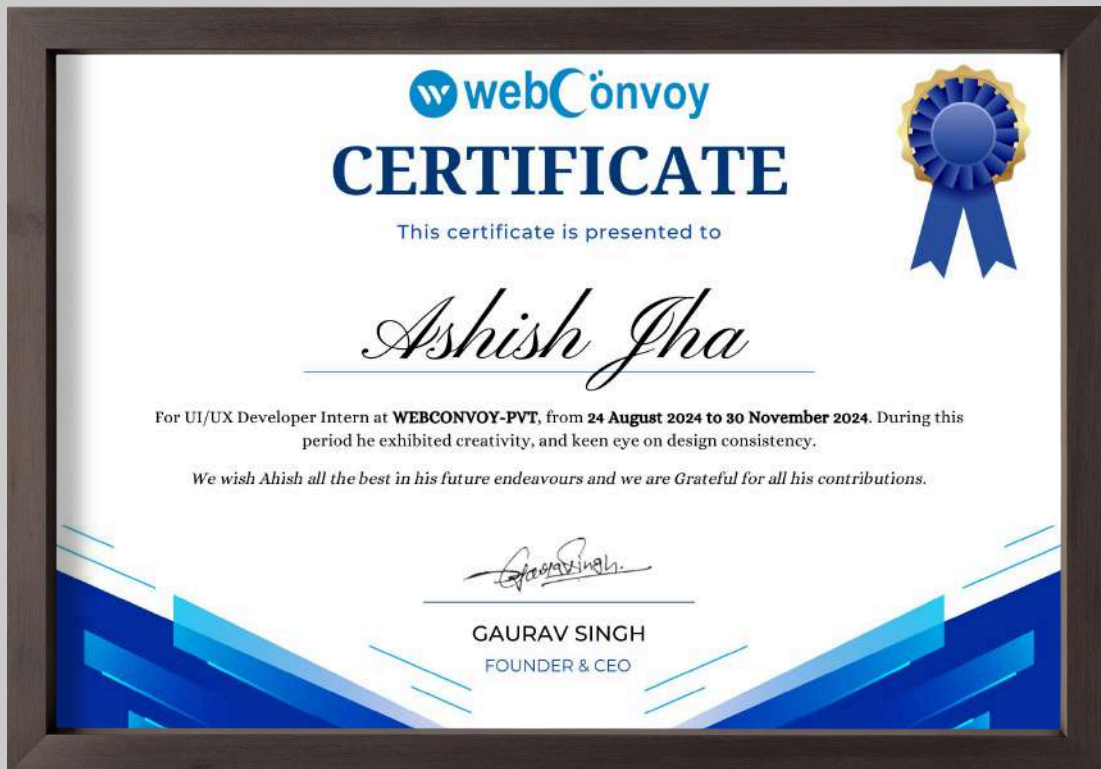 webCönvoy
CERTIFICATE
This certificate is presented to
Ashish Jha
For UI/UX Developer Intern at WEBCONVOY-PVT, from 24 August 2024 to 30 November 2024. During this
period he exhibited creativity, and keen eye on design consistency.
We wish Ahish all the best in his future endeavours and we are Grateful for all his contributions.
GauravSingh.
GAURAV SINGH
FOUNDER & CEO